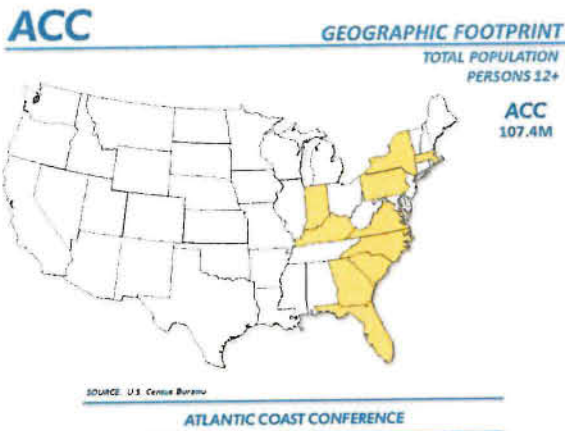 ACC
GEOGRAPHIC FOOTPRINT
TOTAL POPULATION
PERSONS 12+
ACC
107.4M
SOURCE: U.S. Census Bureau
ATLANTIC COAST CONFERENCE